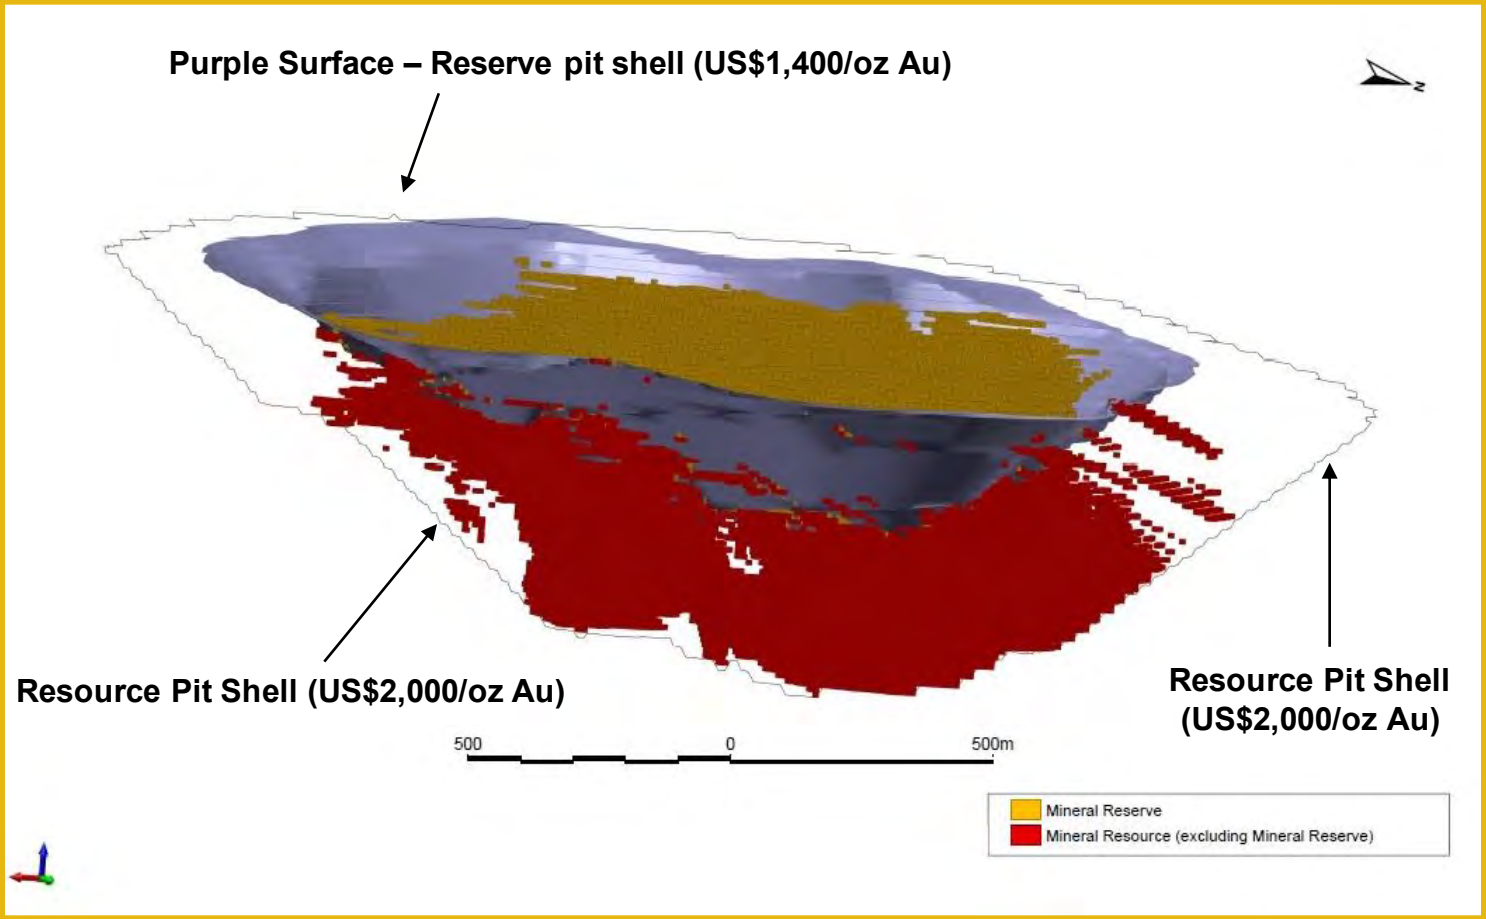 Purple Surface – Reserve pit shell (US$1,400/oz Au)
N
Resource Pit Shell (US$2,000/oz Au)
Resource Pit Shell
(US$2,000/oz Au)
500 0 500m
Mineral Reserve
Mineral Resource (excluding Mineral Reserve)